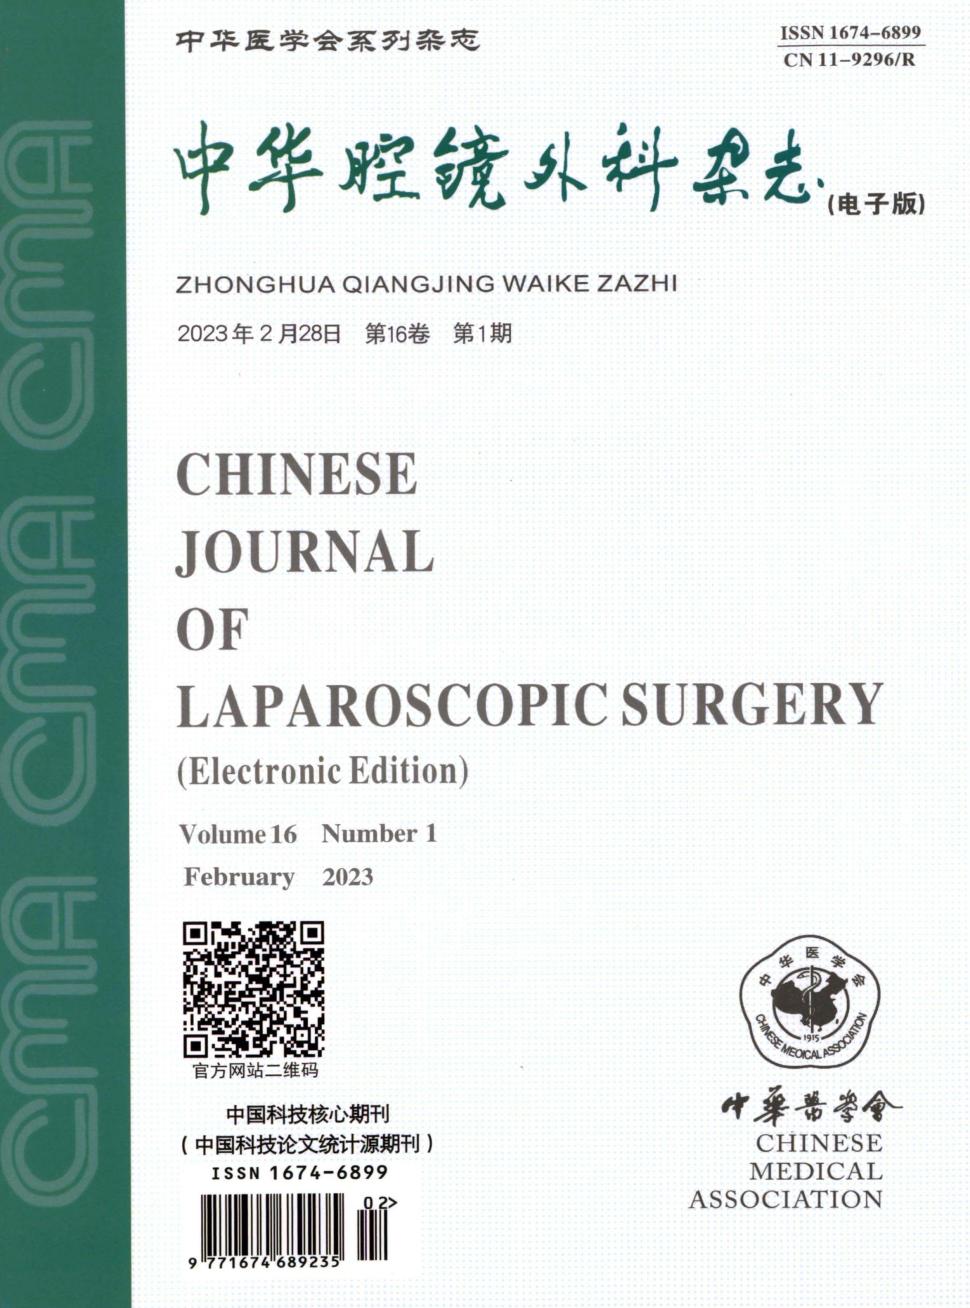 中华医学会系列杂志
ISSN 1674-6899
CN 11-9296/R
中华腔镜外科杂志
(电子版)
ZHONGHUA QIANGJING WAIKE ZAZHI
2023年2月28日 第16卷 第1期
CHINESE
JOURNAL
OF
LAPAROSCOPIC SURGERY
(Electronic Edition)
Volume 16 Number 1
February 2023
官方网站二维码
中国科技核心期刊
(中国科技论文统计源期刊)
ISSN 1674-6899
02>
9 771674 689235
中华医学会
1915
CHINESE MEDICAL ASSOCIATION
中華醫學會
CHINESE
MEDICAL
ASSOCIATION
CMA CMA CMA